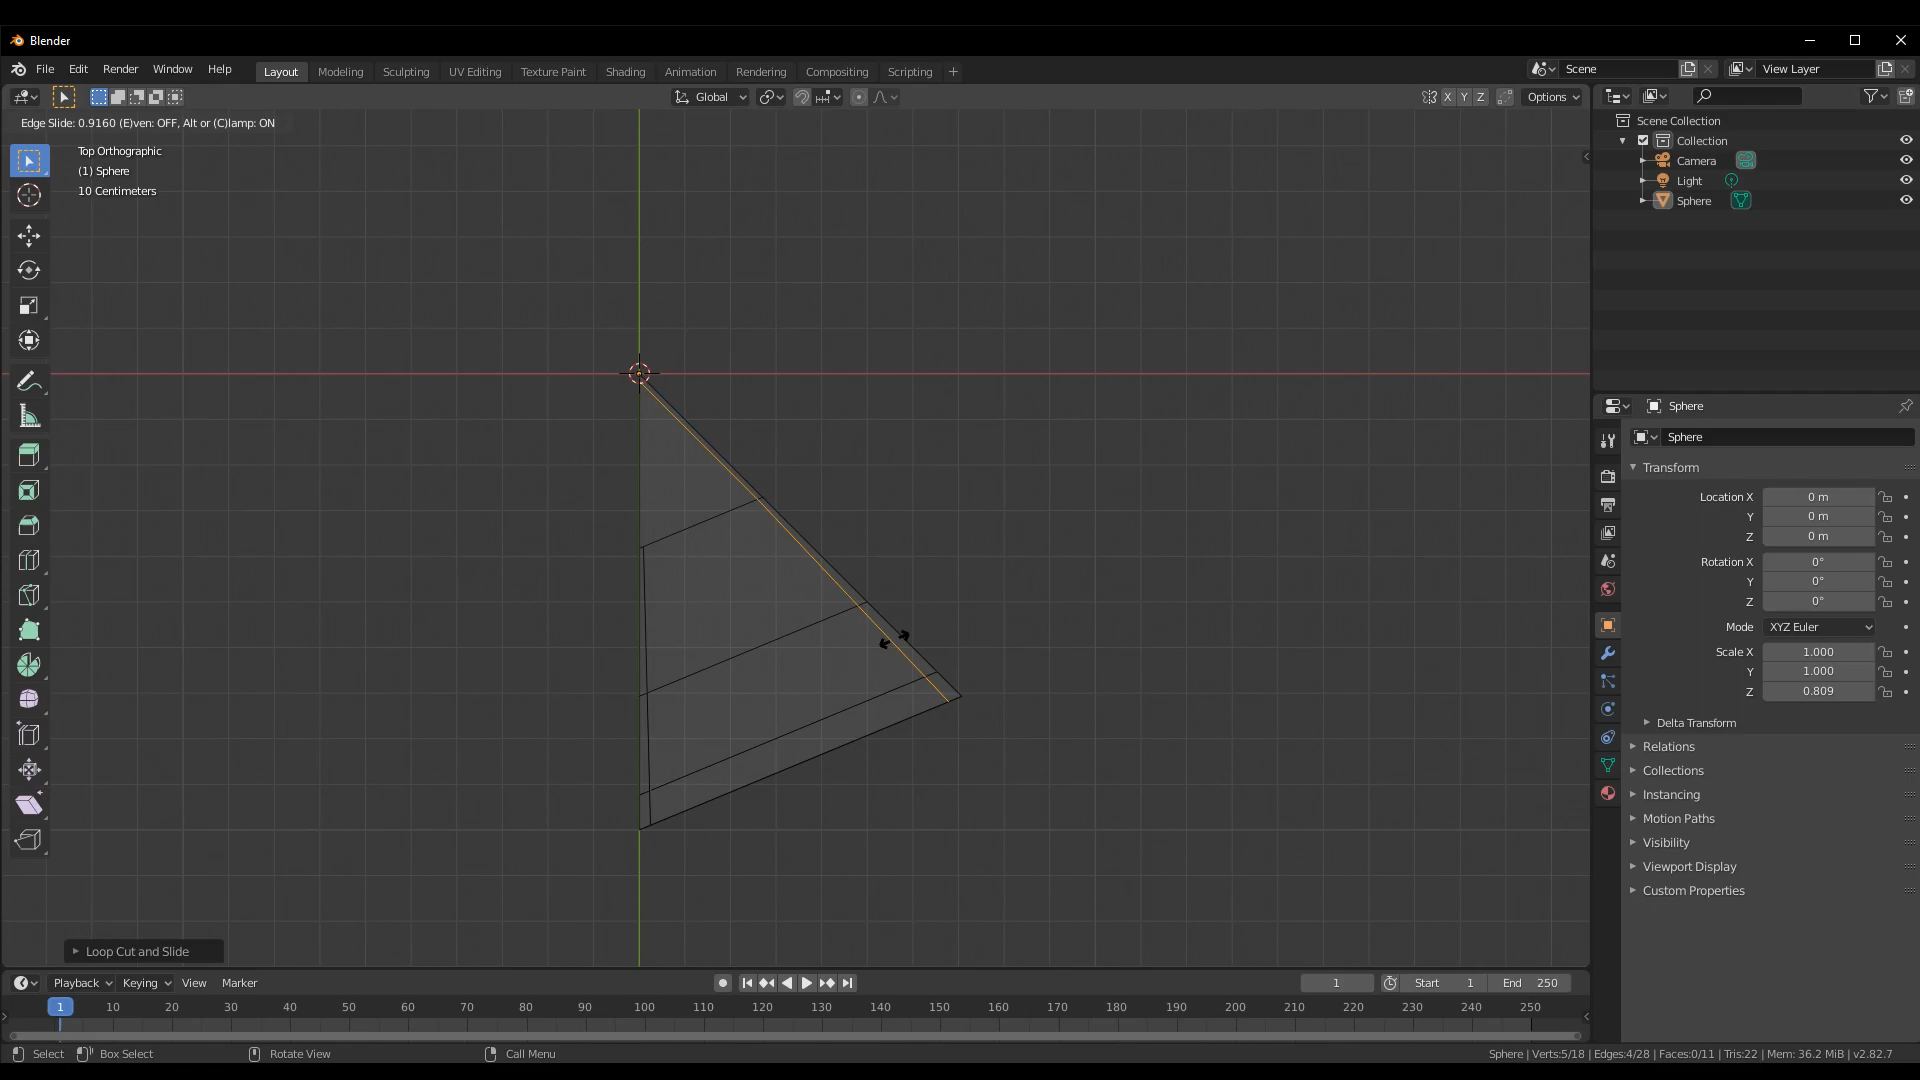 Blender
File Edit Render Window Help Layout Modeling Sculpting UV Editing Texture Paint Shading Animation Rendering Compositing Scripting + Scene View Layer
Global X Y Z Options
Edge Slide: 0.9160 (E)ven: OFF, Alt or (C)lamp: ON
Top Orthographic
(1) Sphere
10 Centimeters
Scene Collection
Collection
Camera
Light
Sphere
Sphere
Sphere
Transform
Location X 0 m
Y 0 m
Z 0 m
Rotation X 0°
Y 0°
Z 0°
Mode XYZ Euler
Scale X 1.000
Y 1.000
Z 0.809
Delta Transform
Relations
Collections
Instancing
Motion Paths
Visibility
Viewport Display
Custom Properties
Loop Cut and Slide
Playback Keying View Marker 1 Start 1 End 250
1 10 20 30 40 50 60 70 80 90 100 110 120 130 140 150 160 170 180 190 200 210 220 230 240 250
Select Box Select Rotate View Call Menu Sphere | Verts:5/18 | Edges:4/28 | Faces:0/11 | Tris:22 | Mem: 36.2 MiB | v2.82.7